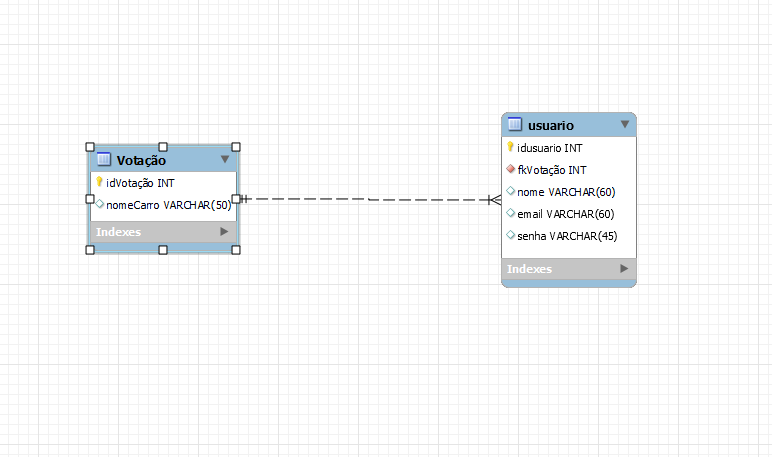 Votação
idVotação INT
nomeCarro VARCHAR(50)
Indexes
usuario
idusuario INT
fkVotação INT
nome VARCHAR(60)
email VARCHAR(60)
senha VARCHAR(45)
Indexes